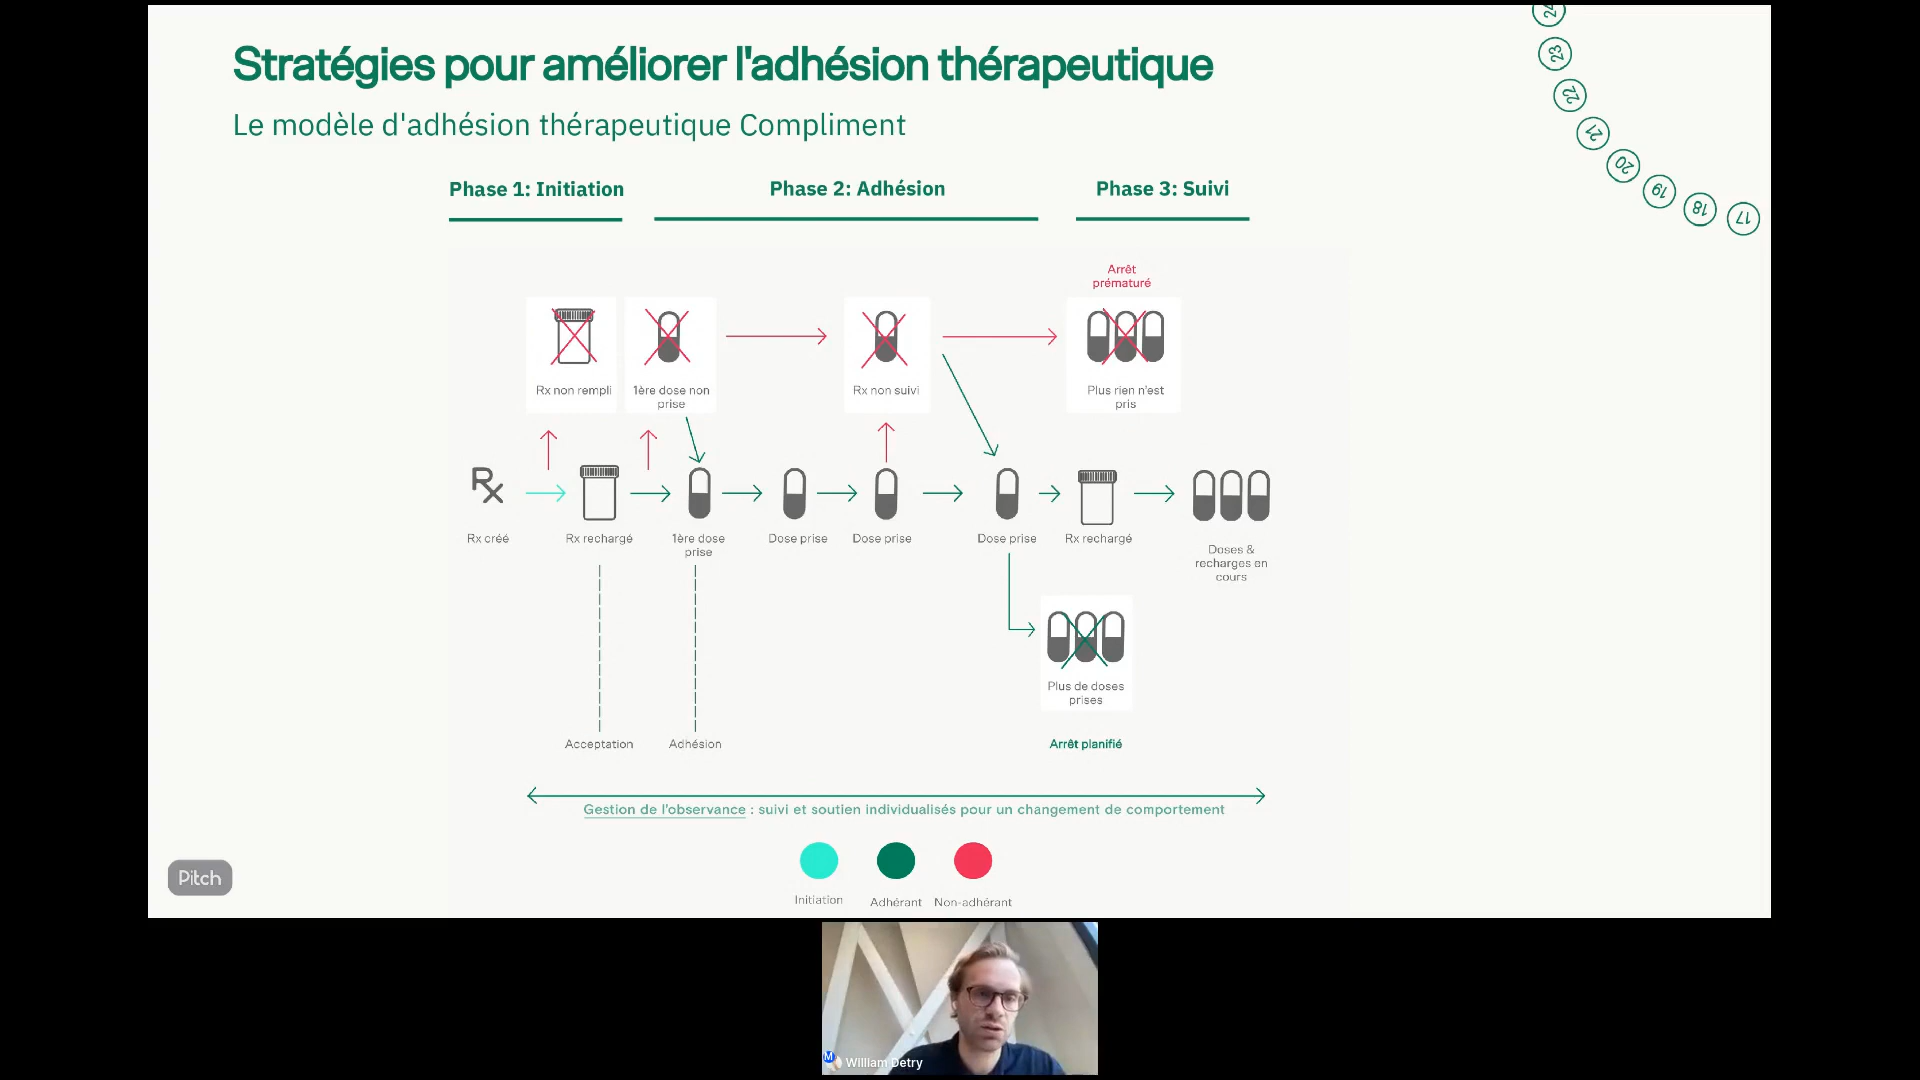 Stratégies pour améliorer l'adhésion thérapeutique
Le modèle d'adhésion thérapeutique Compliment
24
23
22
21
20
19
18
17
Phase 1: Initiation
Phase 2: Adhésion
Phase 3: Suivi
Arrêt
prématuré
Rx non rempli
1ère dose non
prise
Rx non suivi
Plus rien n'est
pris
Rx
Rx créé
Rx rechargé
1ère dose
prise
Dose prise
Dose prise
Dose prise
Rx rechargé
Doses &
recharges en
cours
Plus de doses
prises
Acceptation
Adhésion
Arrêt planifié
Gestion de l'observance : suivi et soutien individualisés pour un changement de comportement
Initiation
Adhérant
Non-adhérant
Pitch
M
William Detry